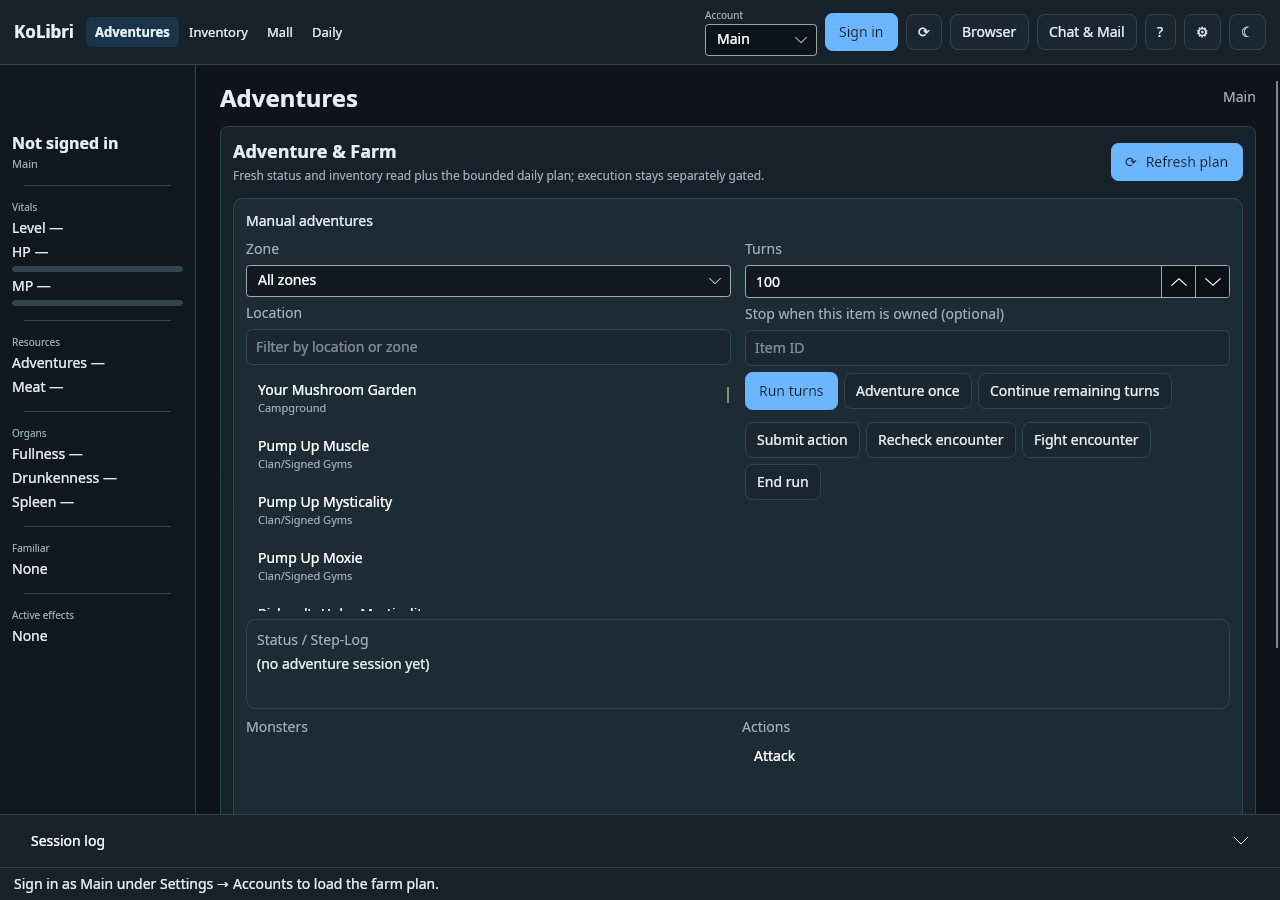 KoLibri
Adventures
Inventory
Mall
Daily
Account
Main
Sign in
⟳
Browser
Chat & Mail
?
⚙
☾
Not signed in
Main
Vitals
Level —
HP —
MP —
Resources
Adventures —
Meat —
Organs
Fullness —
Drunkenness —
Spleen —
Familiar
None
Active effects
None
Adventures
Main
Adventure & Farm
Fresh status and inventory read plus the bounded daily plan; execution stays separately gated.
⟳ Refresh plan
Manual adventures
Zone
All zones
Location
Filter by location or zone
Your Mushroom Garden
Campground
Pump Up Muscle
Clan/Signed Gyms
Pump Up Mysticality
Clan/Signed Gyms
Pump Up Moxie
Clan/Signed Gyms
Turns
100
Stop when this item is owned (optional)
Item ID
Run turns
Adventure once
Continue remaining turns
Submit action
Recheck encounter
Fight encounter
End run
Status / Step-Log
(no adventure session yet)
Monsters
Actions
Attack
Session log
Sign in as Main under Settings → Accounts to load the farm plan.